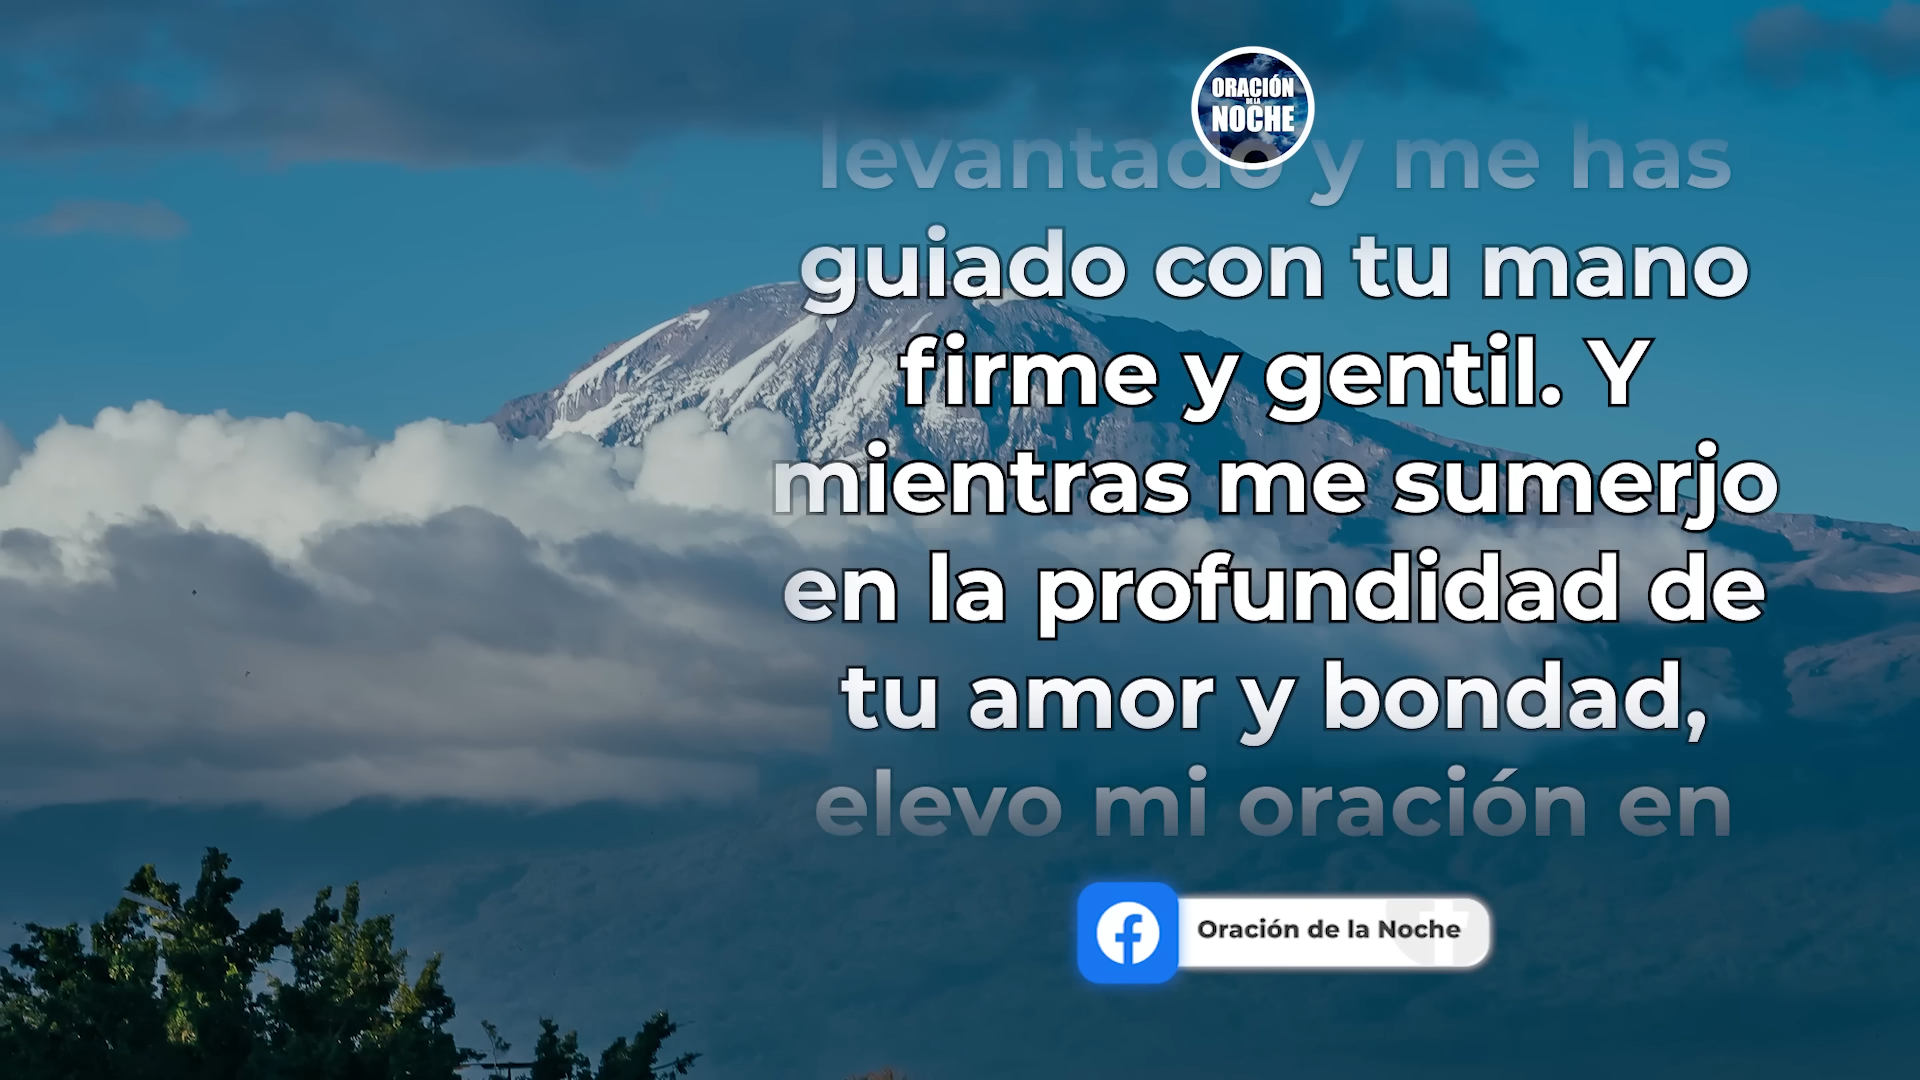 ORACIÓN
DE LA
NOCHE
levantado y me has
guiado con tu mano
firme y gentil. Y
mientras me sumerjo
en la profundidad de
tu amor y bondad,
elevo mi oración en
Oración de la Noche